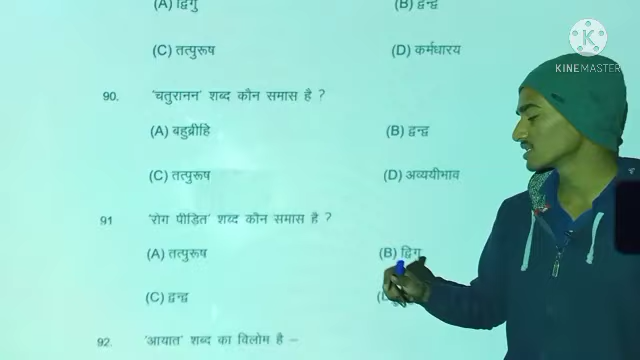 (A) द्विगु (B) द्वन्द्व
(C) तत्पुरूष (D) कर्मधारय
90. 'चतुरानन' शब्द कौन समास है ?
(A) बहुब्रीहि (B) द्वन्द्व
(C) तत्पुरूष (D) अव्ययीभाव
91 'रोग पीड़ित' शब्द कौन समास है ?
(A) तत्पुरूष (B) द्विगु
(C) द्वन्द्व
92. 'आयात' शब्द का विलोम है –
K
KINEMASTER